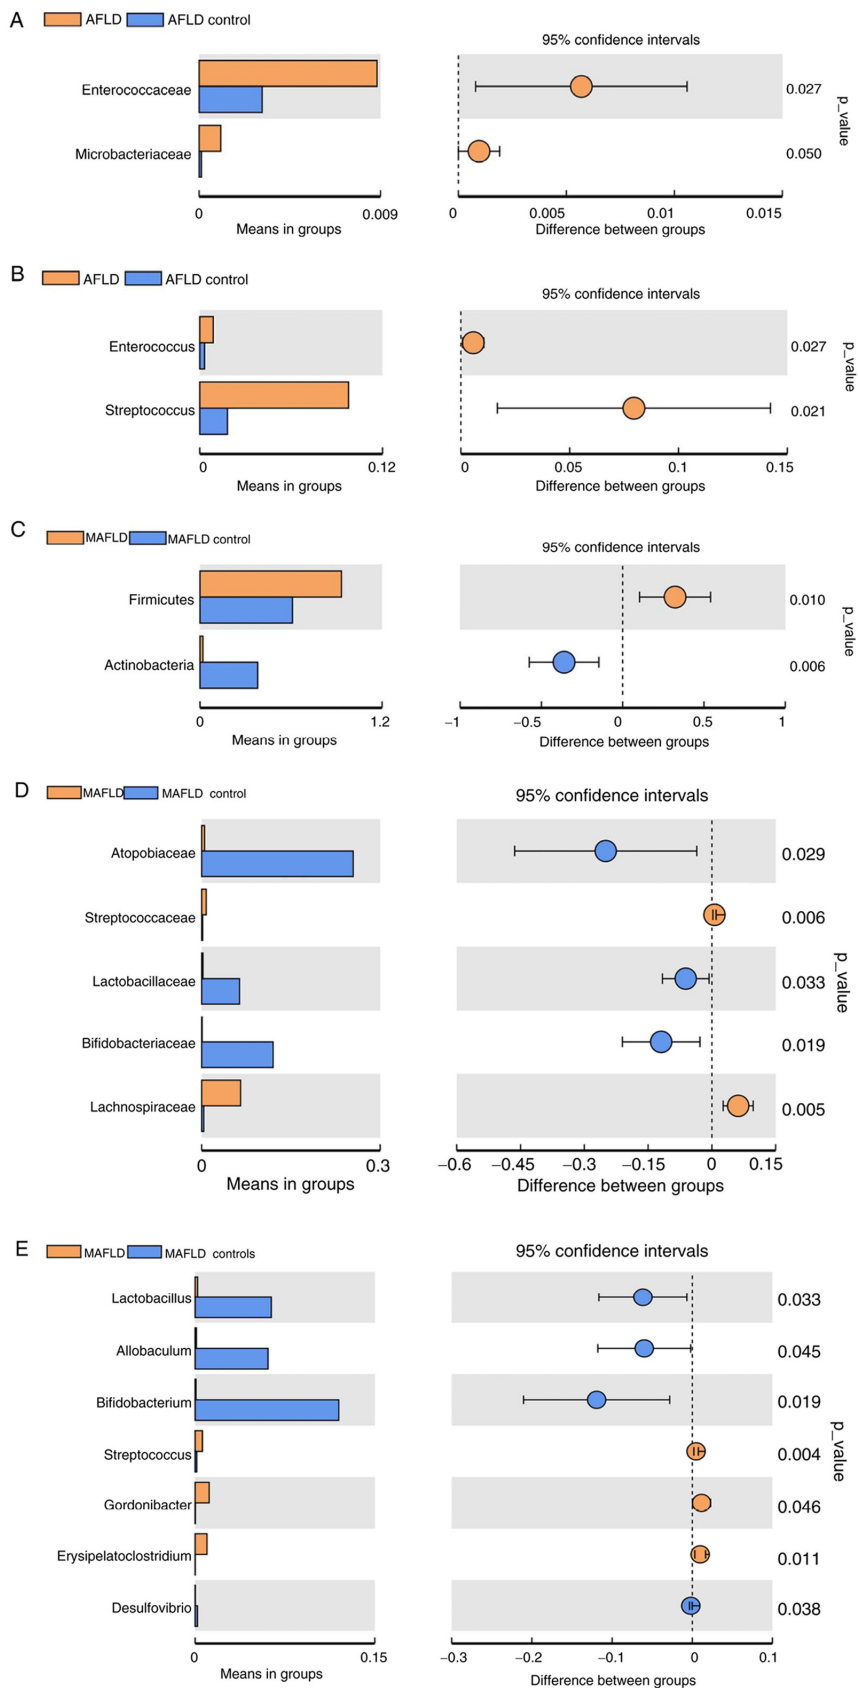 A
AFLD AFLD control
95% confidence intervals
Enterococcaceae 0.027
Microbacteriaceae 0.050
p_value
0 0.009 0 0.005 0.01 0.015
Means in groups Difference between groups
B
AFLD AFLD control
95% confidence intervals
Enterococcus 0.027
Streptococcus 0.021
p_value
0 0.12 0 0.05 0.1 0.15
Means in groups Difference between groups
C
MAFLD MAFLD control
95% confidence intervals
Firmicutes 0.010
Actinobacteria 0.006
p_value
0 1.2 −1 −0.5 0 0.5 1
Means in groups Difference between groups
D
MAFLD MAFLD control
95% confidence intervals
Atopobiaceae 0.029
Streptococcaceae 0.006
Lactobacillaceae 0.033
Bifidobacteriaceae 0.019
Lachnospiraceae 0.005
p_value
0 0.3 −0.6 −0.45 −0.3 −0.15 0 0.15
Means in groups Difference between groups
E
MAFLD MAFLD controls
95% confidence intervals
Lactobacillus 0.033
Allobaculum 0.045
Bifidobacterium 0.019
Streptococcus 0.004
Gordonibacter 0.046
Erysipelatoclostridium 0.011
Desulfovibrio 0.038
p_value
0 0.15 −0.3 −0.2 −0.1 0 0.1
Means in groups Difference between groups